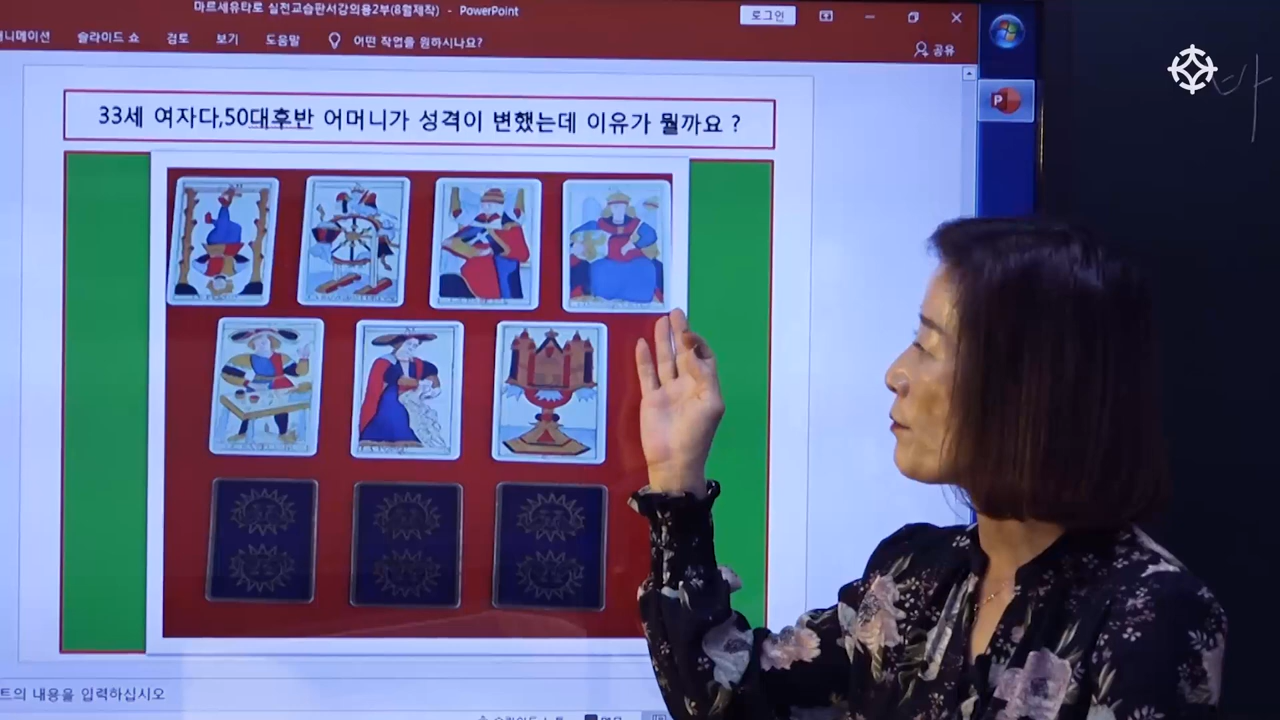 마르세유타로 실전교습판서강의용2부(8월제작) - PowerPoint
로그인
니메이션 슬라이드 쇼 검토 보기 도움말 어떤 작업을 원하시나요?
공유
P
33세 여자다,50대후반 어머니가 성격이 변했는데 이유가 뭘까요 ?
트의 내용을 입력하십시오